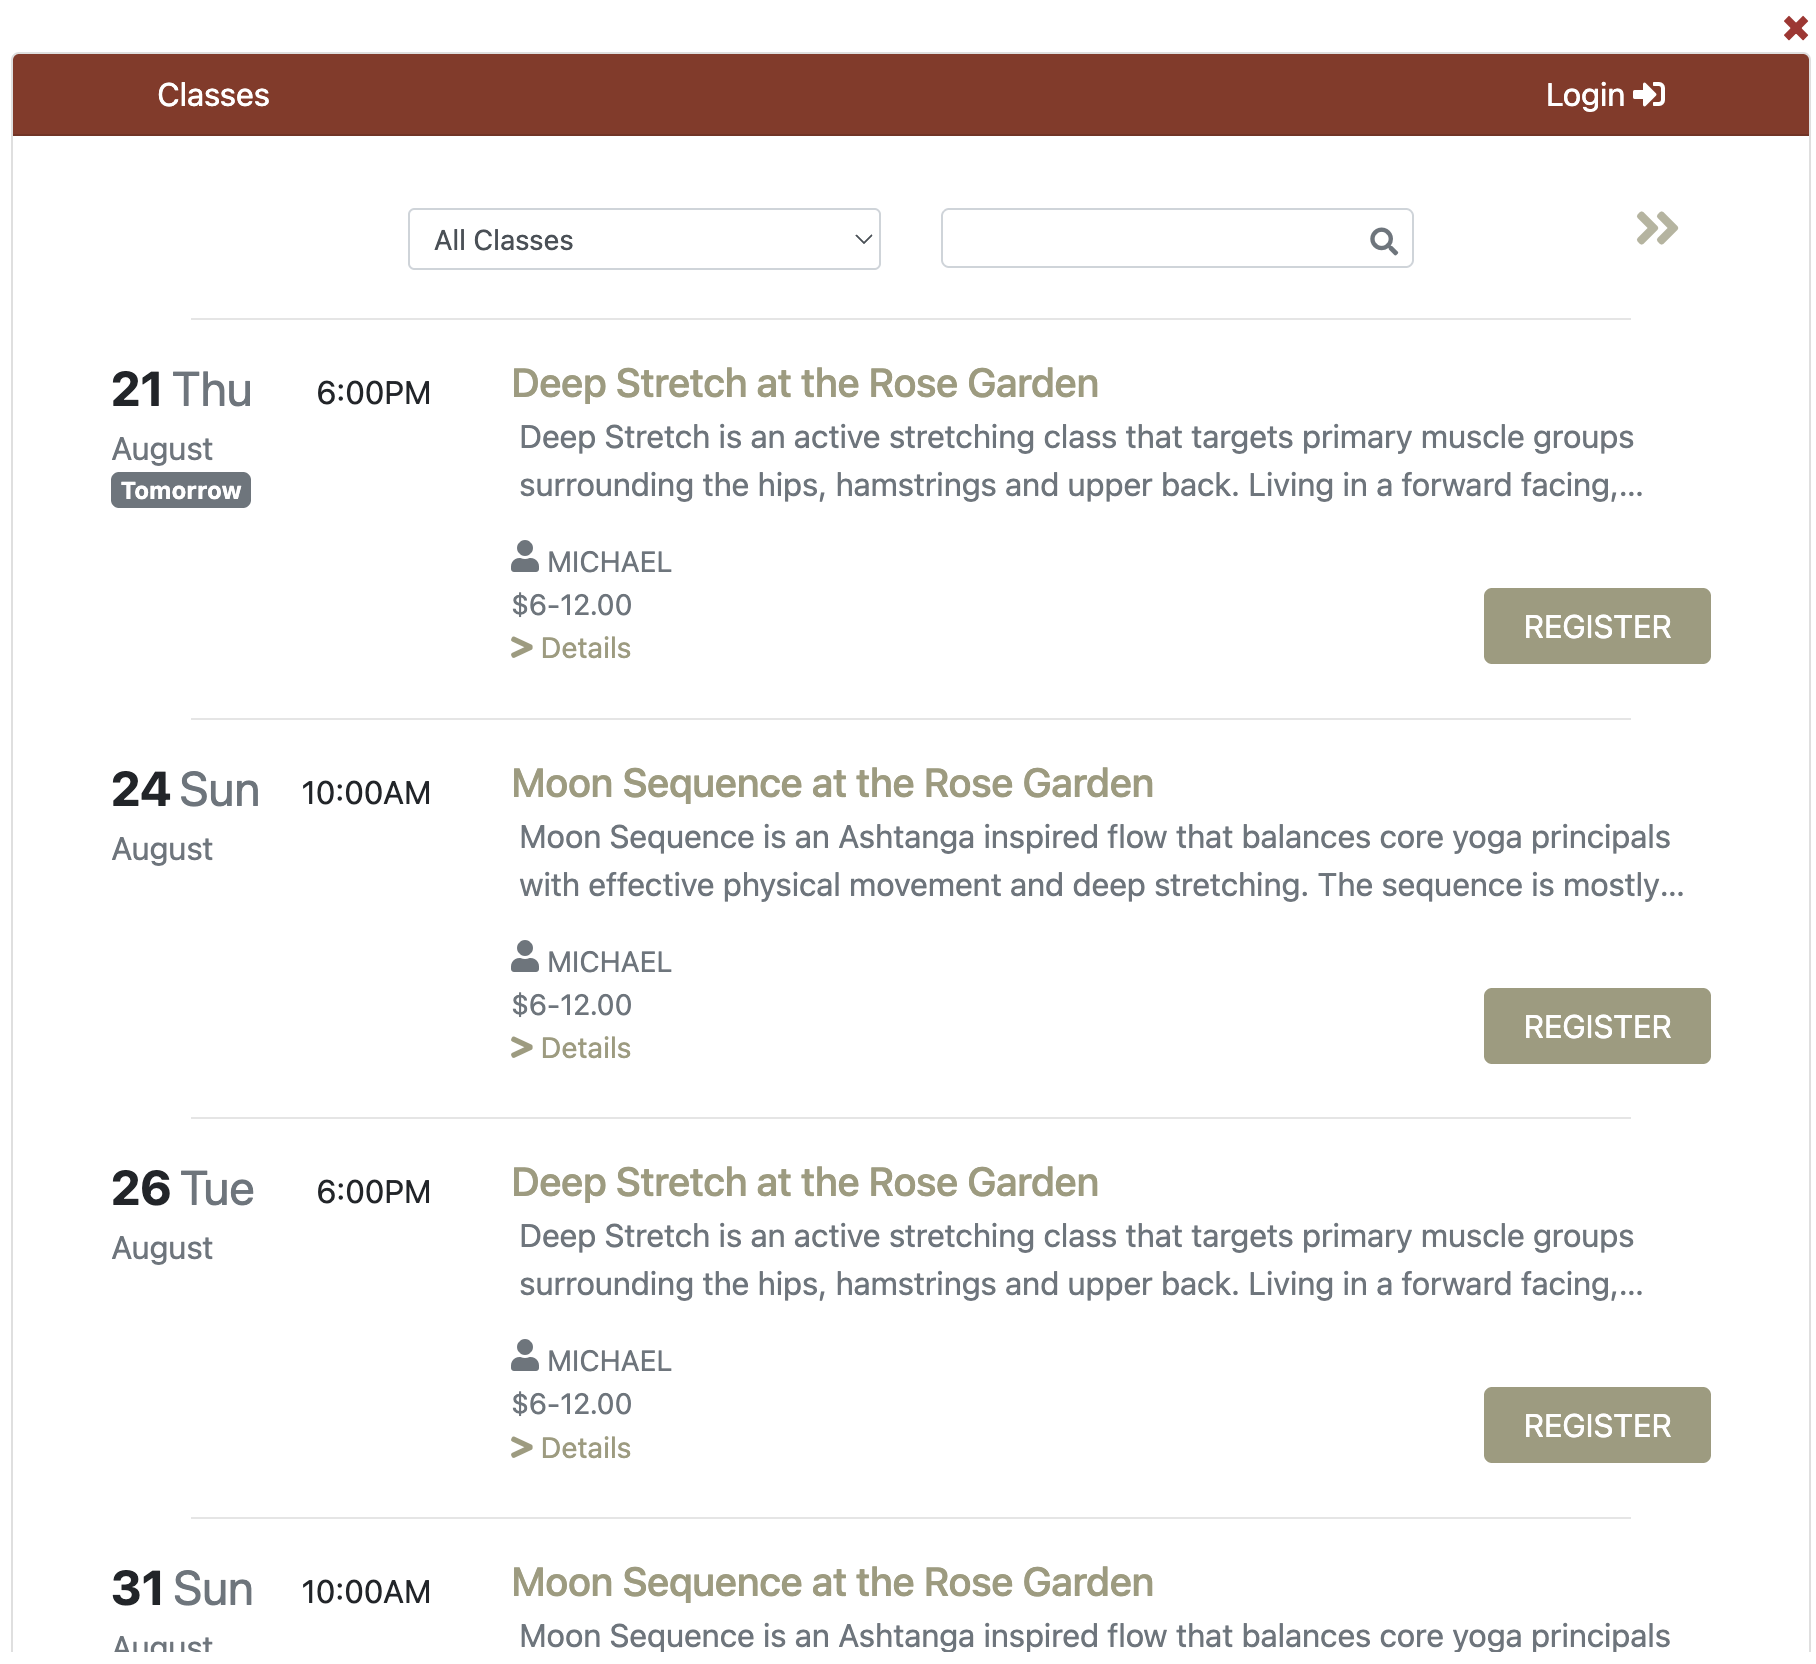 Classes
Login
All Classes
21 Thu
August
Tomorrow
6:00PM
Deep Stretch at the Rose Garden
Deep Stretch is an active stretching class that targets primary muscle groups
surrounding the hips, hamstrings and upper back. Living in a forward facing,...
MICHAEL
$6-12.00
> Details
REGISTER
24 Sun
August
10:00AM
Moon Sequence at the Rose Garden
Moon Sequence is an Ashtanga inspired flow that balances core yoga principals
with effective physical movement and deep stretching. The sequence is mostly...
MICHAEL
$6-12.00
> Details
REGISTER
26 Tue
August
6:00PM
Deep Stretch at the Rose Garden
Deep Stretch is an active stretching class that targets primary muscle groups
surrounding the hips, hamstrings and upper back. Living in a forward facing,...
MICHAEL
$6-12.00
> Details
REGISTER
31 Sun
August
10:00AM
Moon Sequence at the Rose Garden
Moon Sequence is an Ashtanga inspired flow that balances core yoga principals